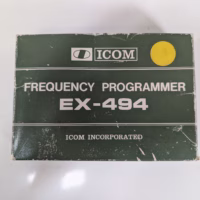 ICOM
FREQUENCY PROGRAMMER
EX-494
ICOM INCORPORATED